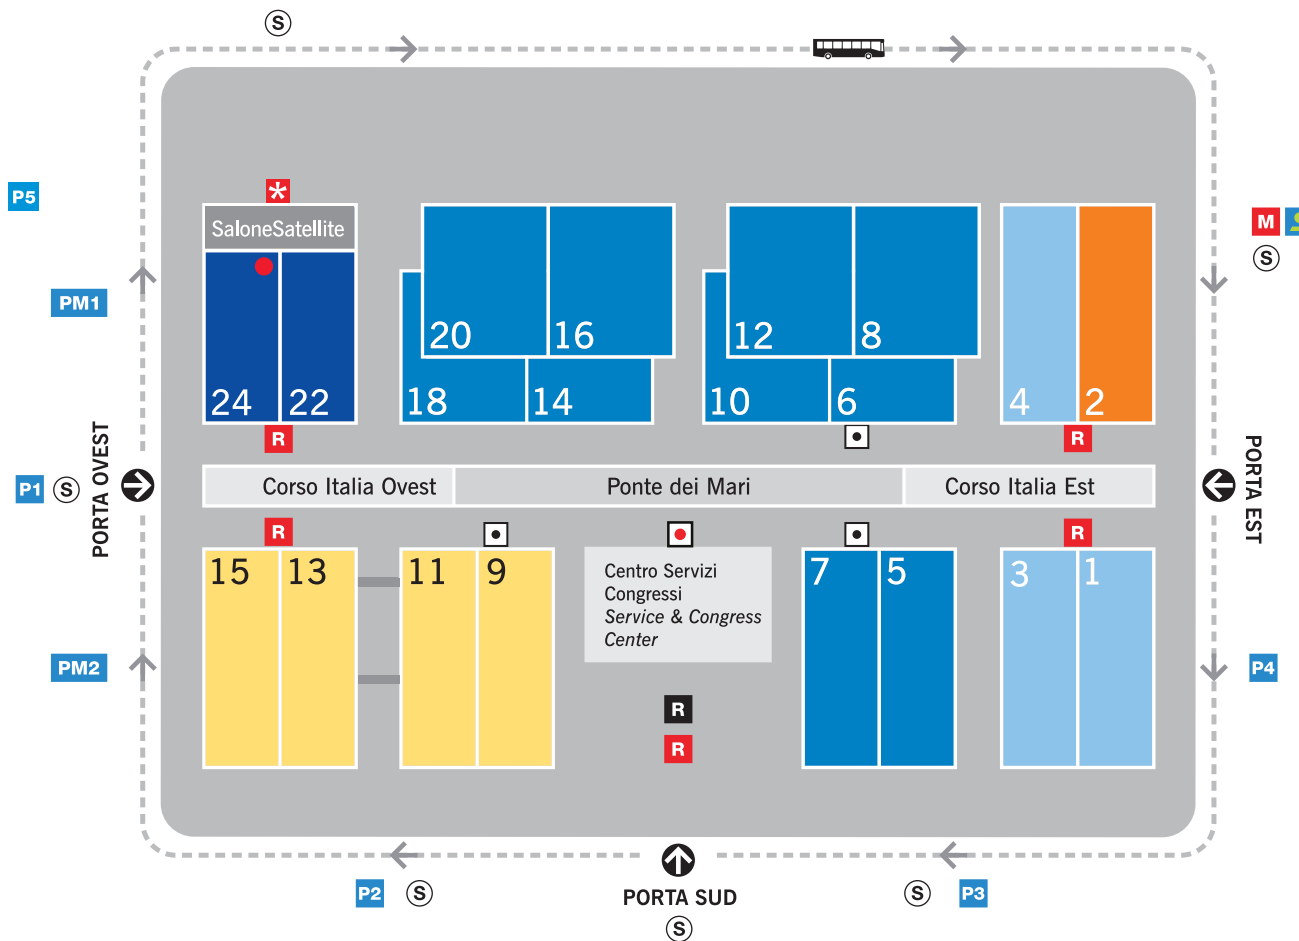 S
P5
*
SaloneSatellite
M
S
PM1
20 16
12 8
24 22
18 14
10 6
4 2
R
R
PORTA OVEST
P1 S
Corso Italia Ovest
Ponte dei Mari
Corso Italia Est
PORTA EST
R
R
15 13
11 9
Centro Servizi
Congressi
Service & Congress
Center
7 5
3 1
PM2
P4
R
R
P2 S
PORTA SUD
S
S P3